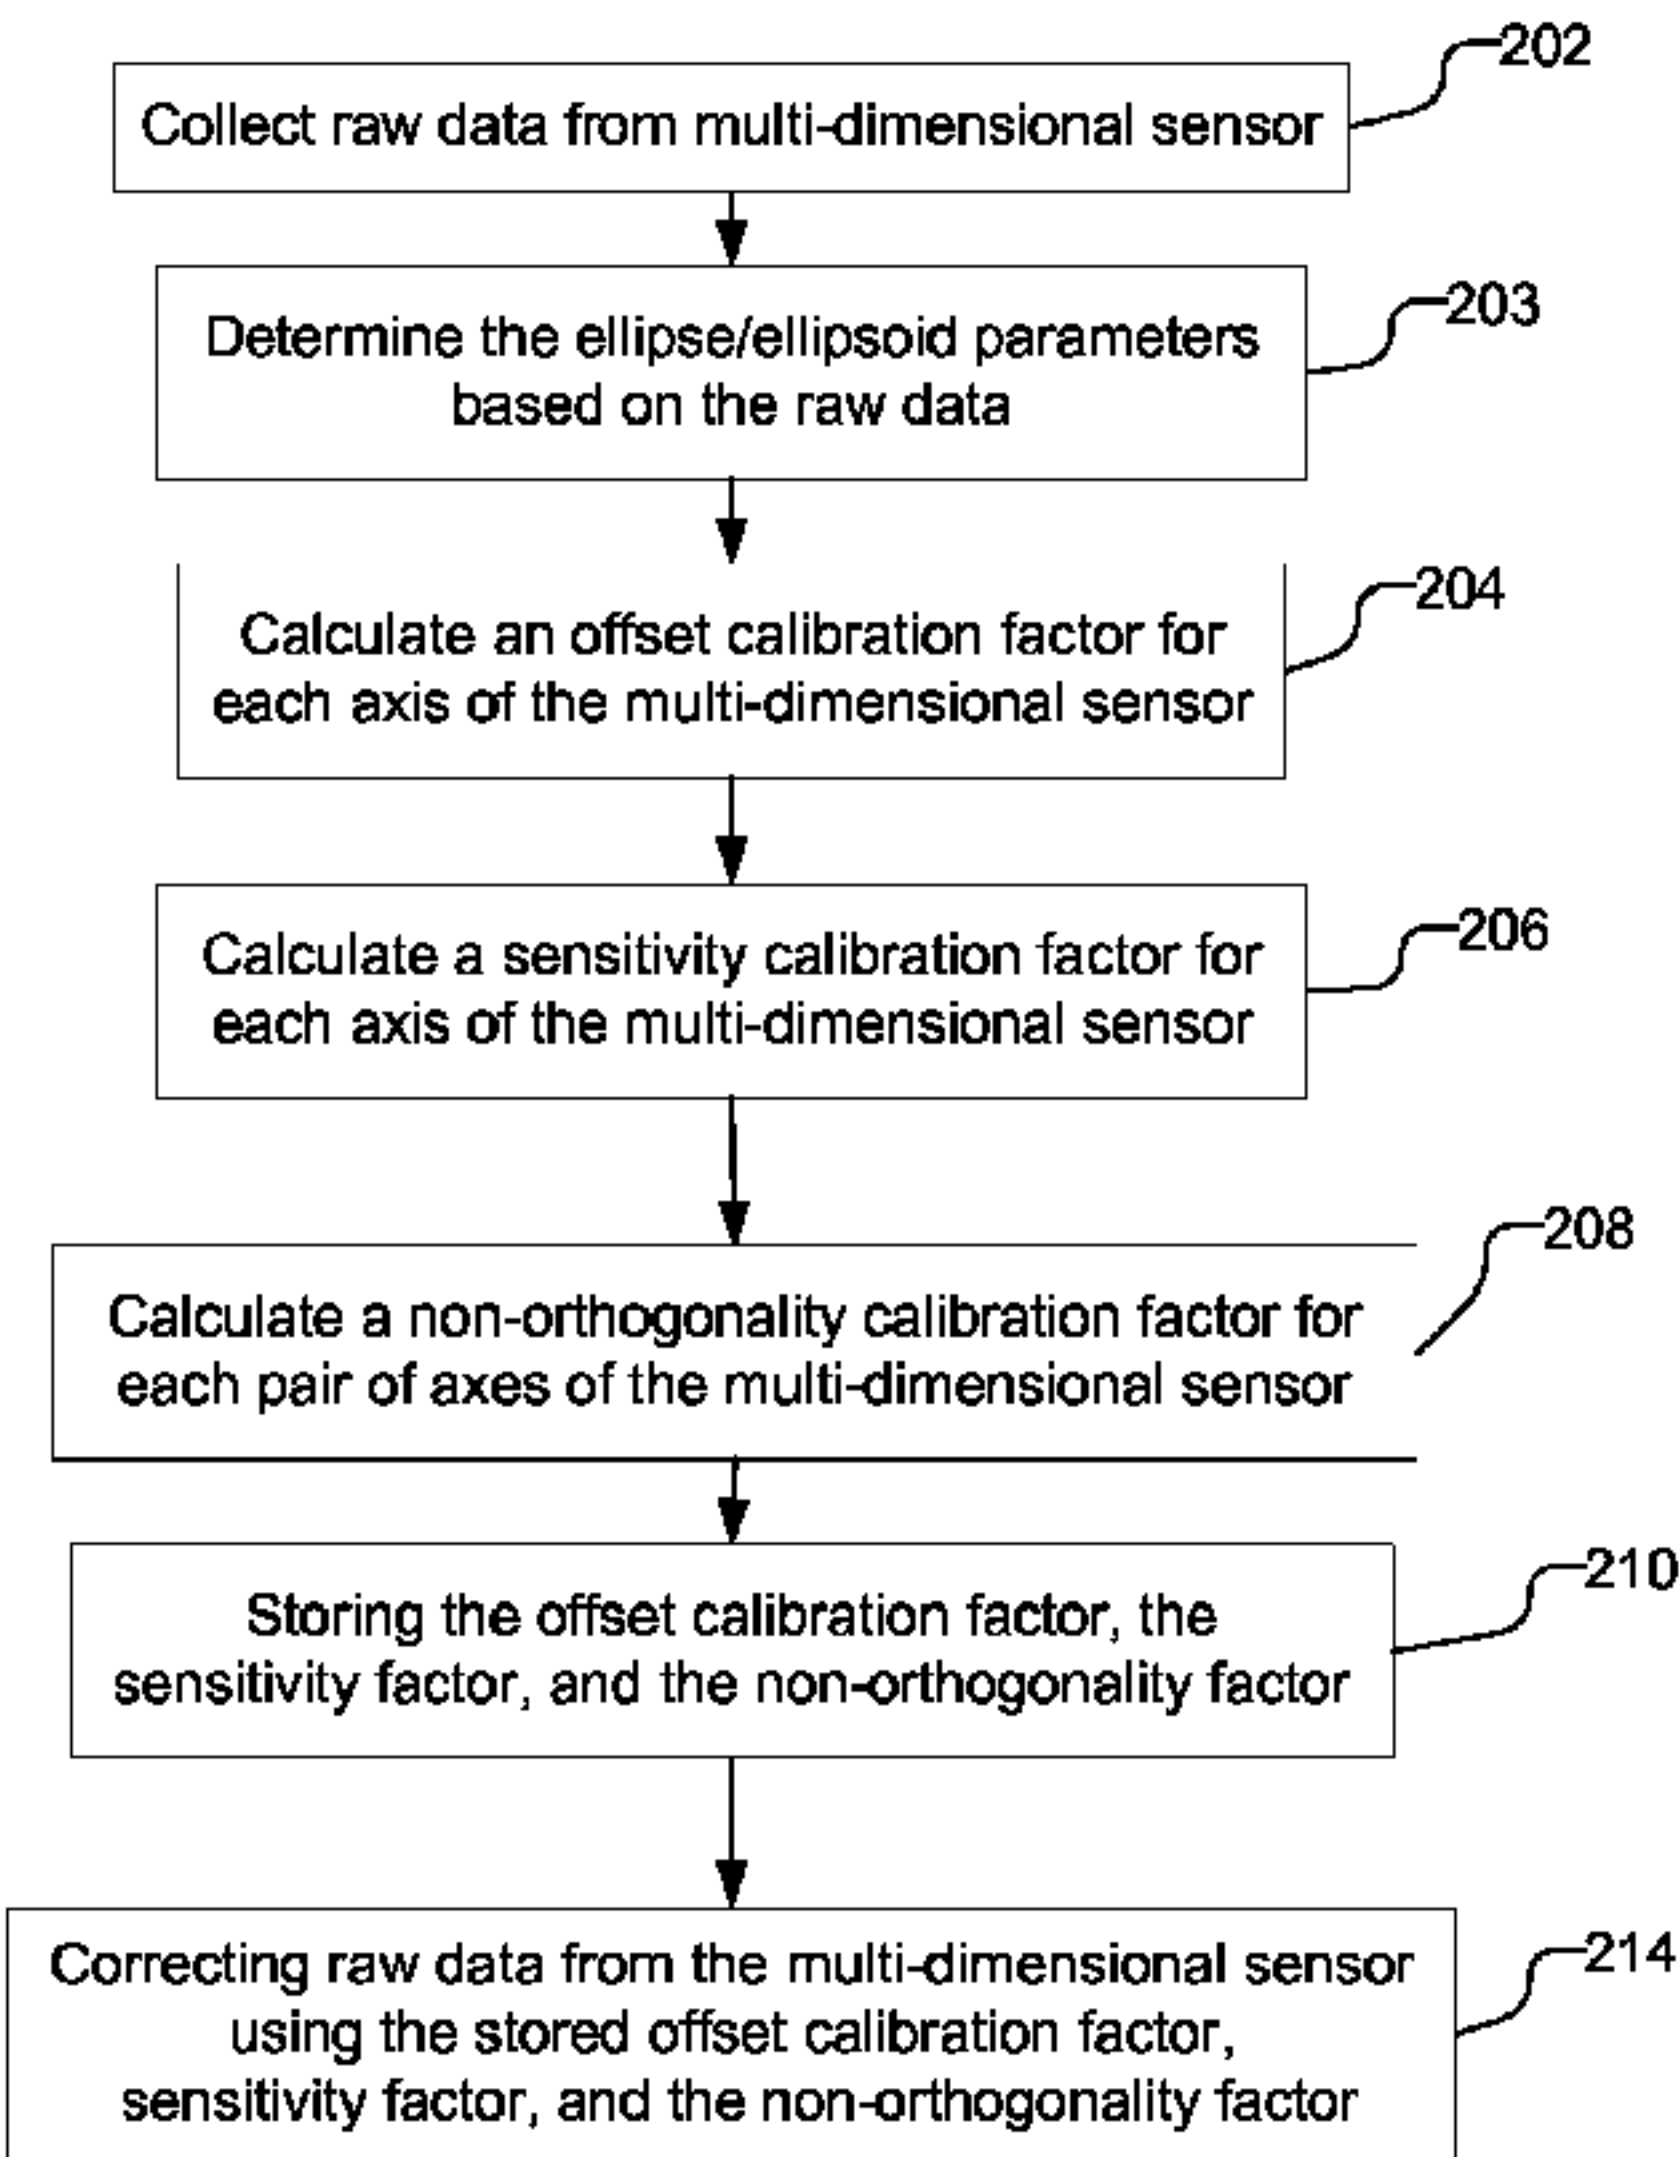 202
Collect raw data from multi-dimensional sensor
203
Determine the ellipse/ellipsoid parameters
based on the raw data
204
Calculate an offset calibration factor for
each axis of the multi-dimensional sensor
206
Calculate a sensitivity calibration factor for
each axis of the multi-dimensional sensor
208
Calculate a non-orthogonality calibration factor for
each pair of axes of the multi-dimensional sensor
210
Storing the offset calibration factor, the
sensitivity factor, and the non-orthogonality factor
214
Correcting raw data from the multi-dimensional sensor
using the stored offset calibration factor,
sensitivity factor, and the non-orthogonality factor